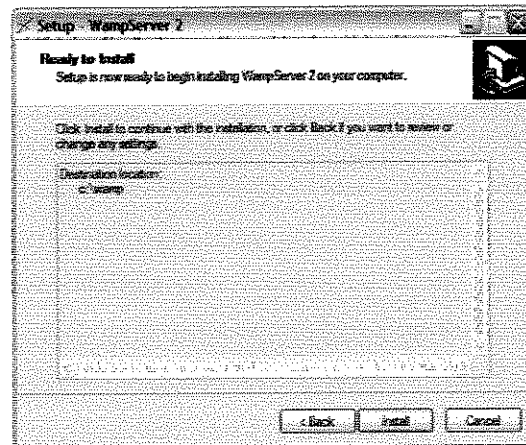 Setup - WampServer 2
Ready to Install
Setup is now ready to begin installing WampServer 2 on your computer.
Click Install to continue with the installation, or click Back if you want to review or
change any settings.
Destination location:
c:\wamp
< Back Install Cancel